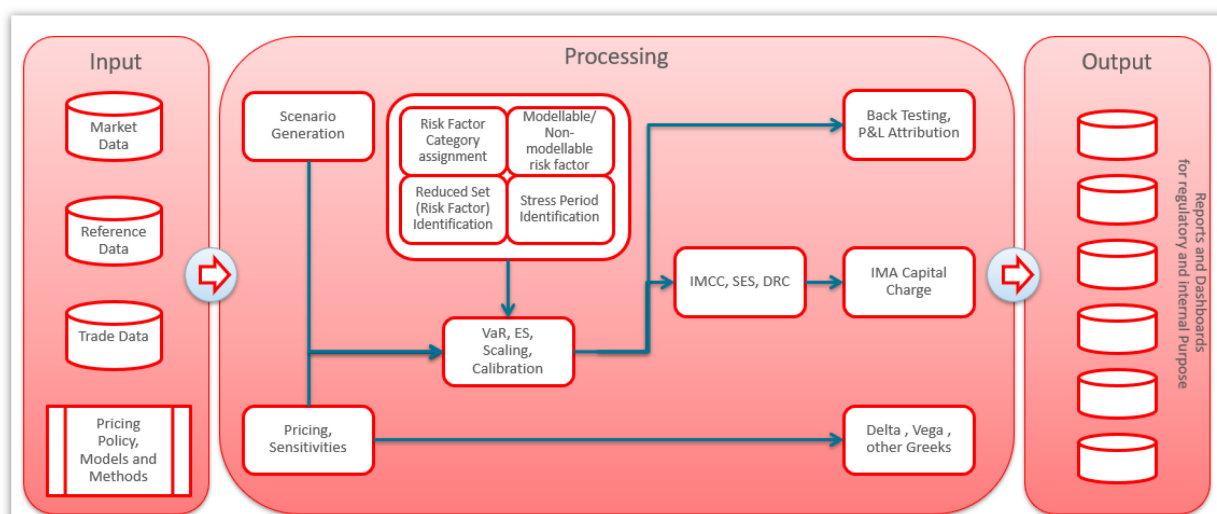 Input
Market
Data
Reference
Data
Trade Data
Pricing
Policy,
Models and
Methods
Processing
Scenario
Generation
Risk Factor
Category
assignment
Modellable/
Non-
modellable
risk factor
Reduced Set
(Risk Factor)
Identification
Stress Period
Identification
Back Testing,
P&L Attribution
IMCC, SES, DRC
IMA Capital
Charge
VaR, ES,
Scaling,
Calibration
Pricing,
Sensitivities
Delta , Vega ,
other Greeks
Output
Reports and Dashboards
for regulatory and internal Purpose